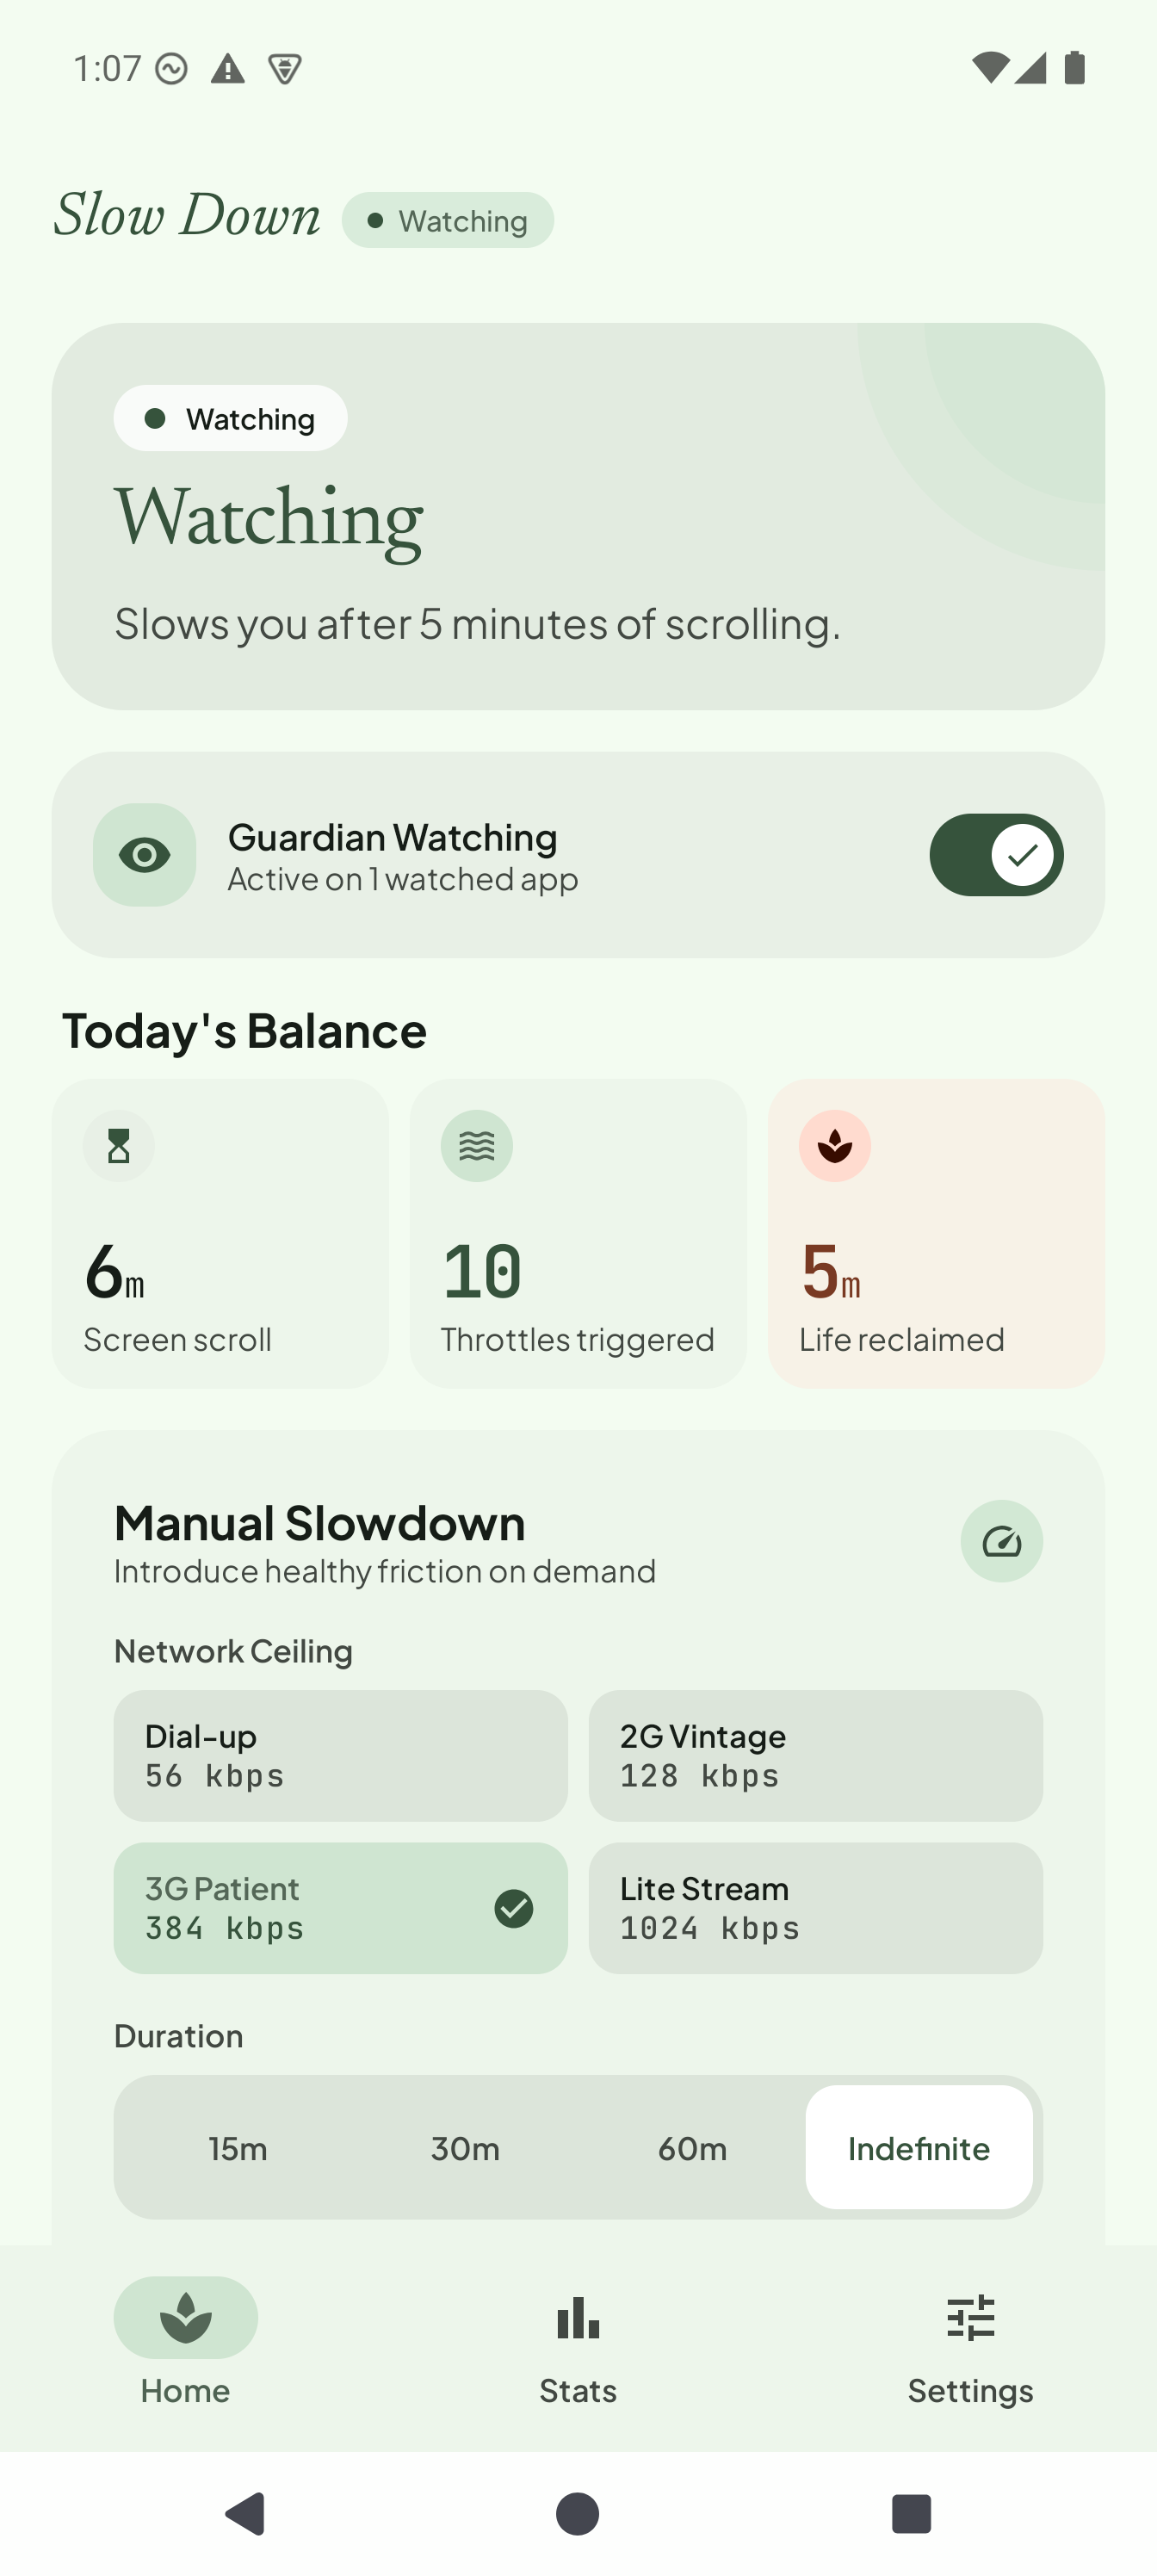 1:07
Slow Down
Watching
Watching
Watching
Slows you after 5 minutes of scrolling.
Guardian Watching
Active on 1 watched app
Today's Balance
6m
Screen scroll
10
Throttles triggered
5m
Life reclaimed
Manual Slowdown
Introduce healthy friction on demand
Network Ceiling
Dial-up
56 kbps
2G Vintage
128 kbps
3G Patient
384 kbps
Lite Stream
1024 kbps
Duration
15m
30m
60m
Indefinite
Home
Stats
Settings